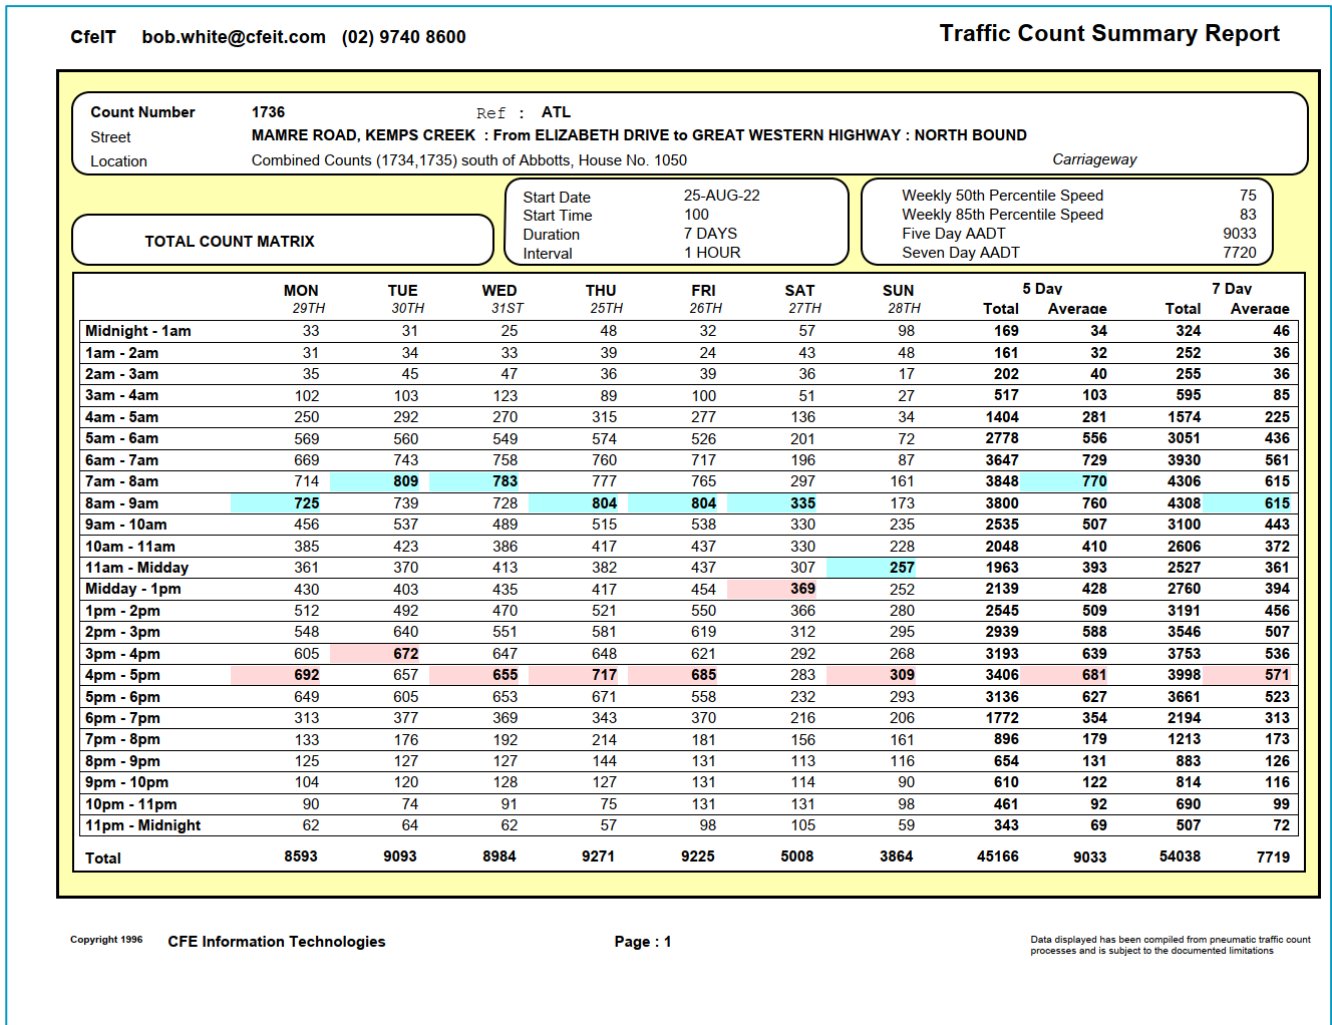 CfeIT bob.white@cfeit.com (02) 9740 8600
Traffic Count Summary Report
Count Number 1736 Ref : ATL
Street MAMRE ROAD, KEMPS CREEK : From ELIZABETH DRIVE to GREAT WESTERN HIGHWAY : NORTH BOUND
Location Combined Counts (1734,1735) south of Abbotts, House No. 1050 Carriageway
TOTAL COUNT MATRIX
Start Date 25-AUG-22
Start Time 100
Duration 7 DAYS
Interval 1 HOUR
Weekly 50th Percentile Speed 75
Weekly 85th Percentile Speed 83
Five Day AADT 9033
Seven Day AADT 7720
MON TUE WED THU FRI SAT SUN 5 Day 7 Day
29TH 30TH 31ST 25TH 26TH 27TH 28TH Total Average Total Average
Midnight - 1am 33 31 25 48 32 57 98 169 34 324 46
1am - 2am 31 34 33 39 24 43 48 161 32 252 36
2am - 3am 35 45 47 36 39 36 17 202 40 255 36
3am - 4am 102 103 123 89 100 51 27 517 103 595 85
4am - 5am 250 292 270 315 277 136 34 1404 281 1574 225
5am - 6am 569 560 549 574 526 201 72 2778 556 3051 436
6am - 7am 669 743 758 760 717 196 87 3647 729 3930 561
7am - 8am 714 809 783 777 765 297 161 3848 770 4306 615
8am - 9am 725 739 728 804 804 335 173 3800 760 4308 615
9am - 10am 456 537 489 515 538 330 235 2535 507 3100 443
10am - 11am 385 423 386 417 437 330 228 2048 410 2606 372
11am - Midday 361 370 413 382 437 307 257 1963 393 2527 361
Midday - 1pm 430 403 435 417 454 369 252 2139 428 2760 394
1pm - 2pm 512 492 470 521 550 366 280 2545 509 3191 456
2pm - 3pm 548 640 551 581 619 312 295 2939 588 3546 507
3pm - 4pm 605 672 647 648 621 292 268 3193 639 3753 536
4pm - 5pm 692 657 655 717 685 283 309 3406 681 3998 571
5pm - 6pm 649 605 653 671 558 232 293 3136 627 3661 523
6pm - 7pm 313 377 369 343 370 216 206 1772 354 2194 313
7pm - 8pm 133 176 192 214 181 156 161 896 179 1213 173
8pm - 9pm 125 127 127 144 131 113 116 654 131 883 126
9pm - 10pm 104 120 128 127 131 114 90 610 122 814 116
10pm - 11pm 90 74 91 75 131 131 98 461 92 690 99
11pm - Midnight 62 64 62 57 98 105 59 343 69 507 72
Total 8593 9093 8984 9271 9225 5008 3864 45166 9033 54038 7719
Copyright 1996 CFE Information Technologies Page : 1
Data displayed has been compiled from pneumatic traffic count
processes and is subject to the documented limitations